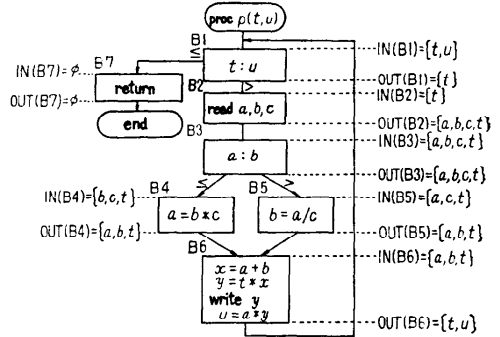 proc p(t,u)
B1
≤
t : u
IN(B1)={t,u}
OUT(B1)={t}
B7
IN(B7)=ø
return
OUT(B7)=ø
end
B2
>
IN(B2)={t}
read a,b,c
OUT(B2)={a,b,c,t}
B3
IN(B3)={a,b,c,t}
a : b
OUT(B3)={a,b,c,t}
B4
≤
IN(B4)={b,c,t}
a=b*c
OUT(B4)={a,b,t}
B5
>
IN(B5)={a,c,t}
b=a/c
OUT(B5)={a,b,t}
B6
IN(B6)={a,b,t}
x=a+b
y=t*x
write y
u=a*y
OUT(B6)={t,u}